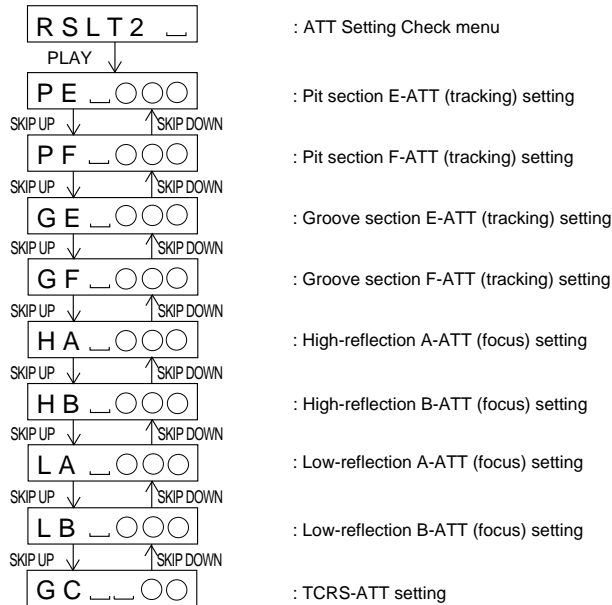 RSLT2 ⎵ : ATT Setting Check menu
PLAY
PE ⎵○○○ : Pit section E-ATT (tracking) setting
SKIP UP SKIP DOWN
PF ⎵○○○ : Pit section F-ATT (tracking) setting
SKIP UP SKIP DOWN
GE ⎵○○○ : Groove section E-ATT (tracking) setting
SKIP UP SKIP DOWN
GF ⎵○○○ : Groove section F-ATT (tracking) setting
SKIP UP SKIP DOWN
HA ⎵○○○ : High-reflection A-ATT (focus) setting
SKIP UP SKIP DOWN
HB ⎵○○○ : High-reflection B-ATT (focus) setting
SKIP UP SKIP DOWN
LA ⎵○○○ : Low-reflection A-ATT (focus) setting
SKIP UP SKIP DOWN
LB ⎵○○○ : Low-reflection B-ATT (focus) setting
SKIP UP SKIP DOWN
GC ⎵⎵○○ : TCRS-ATT setting